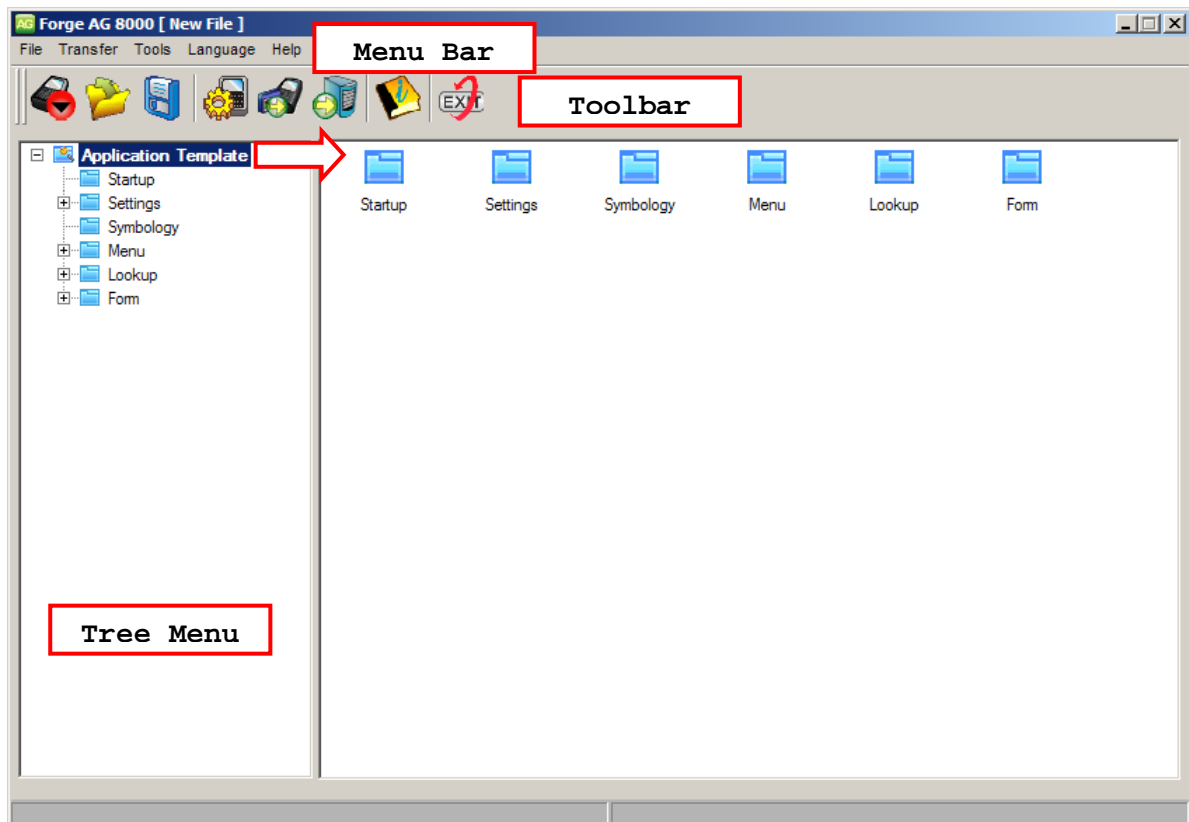 AG Forge AG 8000 [ New File ]
File Transfer Tools Language Help
Menu Bar
EXIT
Toolbar
Application Template
Startup
Settings
Symbology
Menu
Lookup
Form
Startup Settings Symbology Menu Lookup Form
Tree Menu